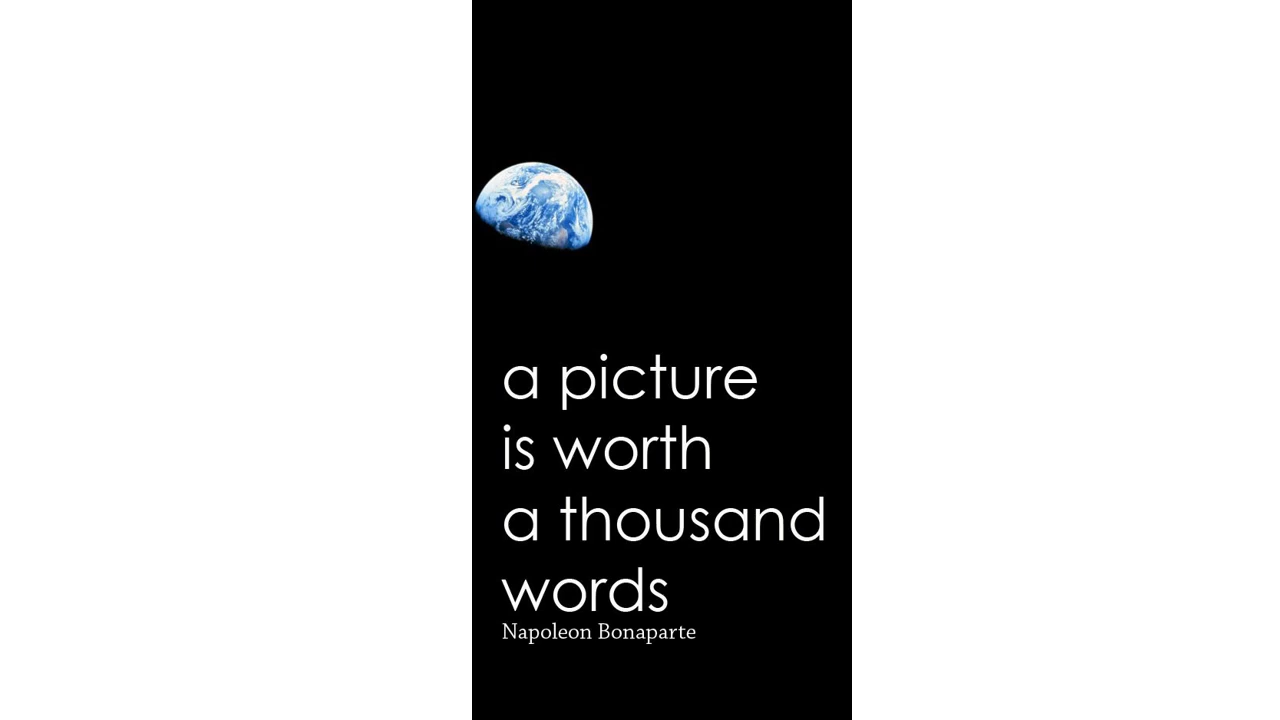 a picture
is worth
a thousand
words
Napoleon Bonaparte